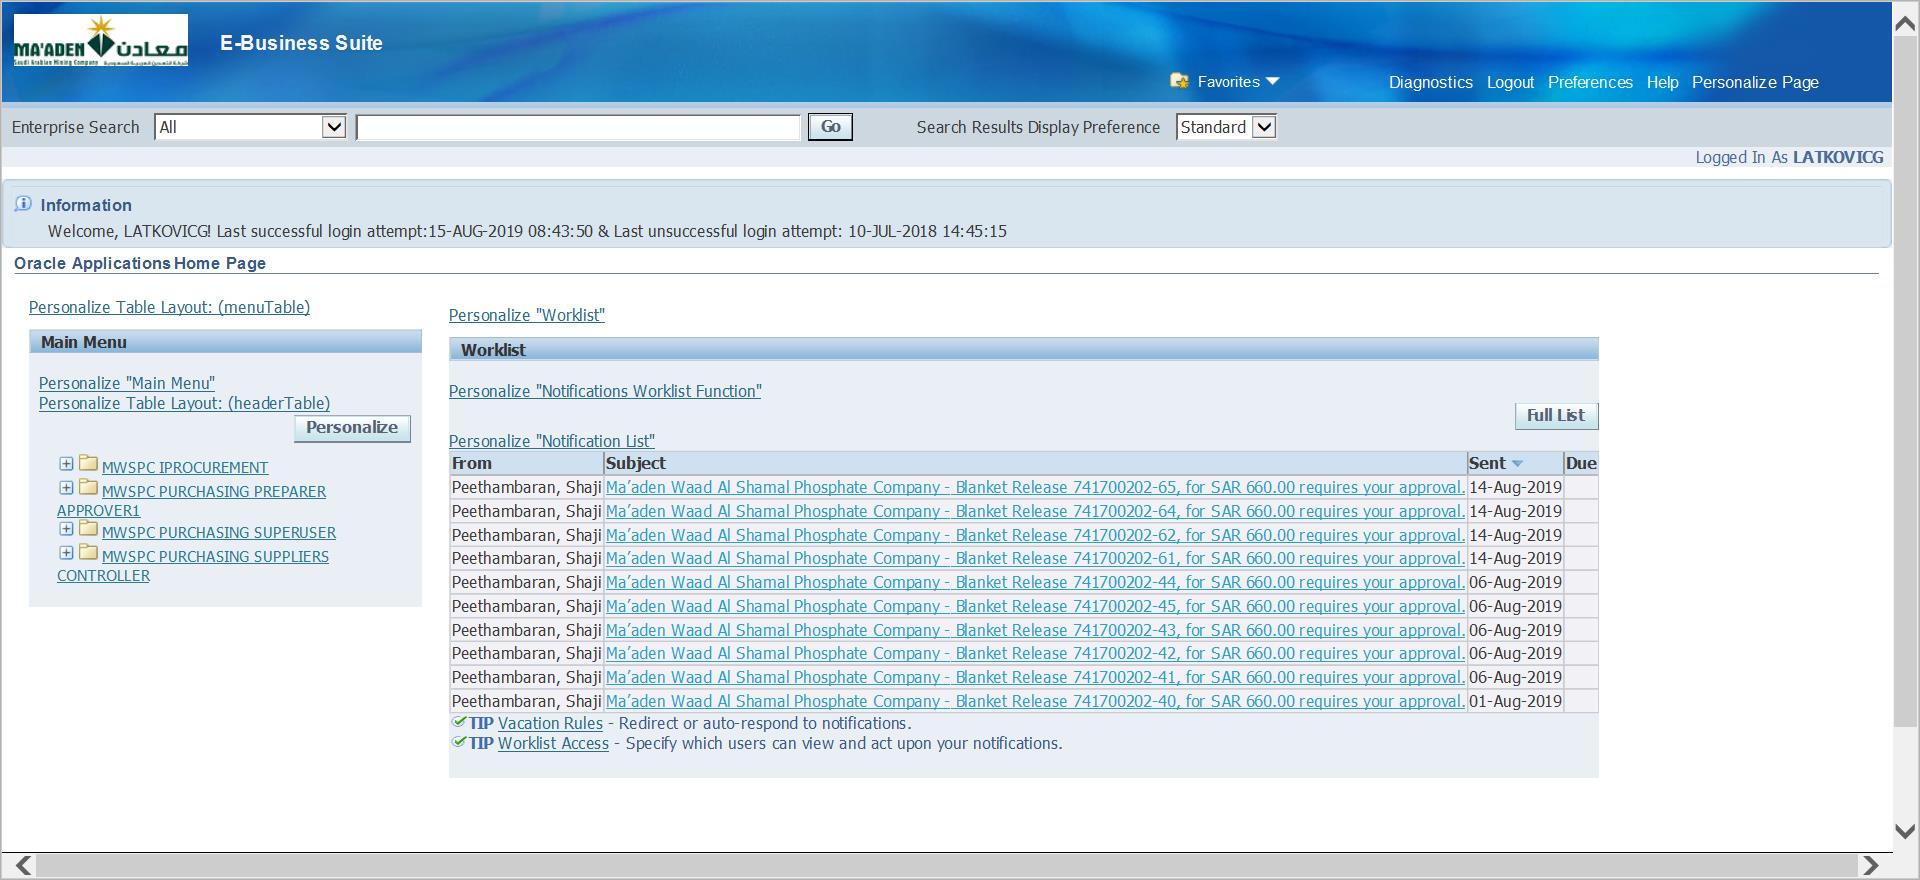 MA'ADEN معادن
Saudi Arabian Mining Company شركة التعدين العربية السعودية
E-Business Suite
Favorites
Diagnostics Logout Preferences Help Personalize Page
Enterprise Search All Go Search Results Display Preference Standard
Logged In As LATKOVICG
Information
Welcome, LATKOVICG! Last successful login attempt:15-AUG-2019 08:43:50 & Last unsuccessful login attempt: 10-JUL-2018 14:45:15
Oracle Applications Home Page
Personalize Table Layout: (menuTable)
Main Menu
Personalize "Main Menu"
Personalize Table Layout: (headerTable)
Personalize
MWSPC IPROCUREMENT
MWSPC PURCHASING PREPARER
APPROVER1
MWSPC PURCHASING SUPERUSER
MWSPC PURCHASING SUPPLIERS
CONTROLLER
Personalize "Worklist"
Worklist
Personalize "Notifications Worklist Function"
Full List
Personalize "Notification List"
From Subject Sent Due
Peethambaran, Shaji Ma’aden Waad Al Shamal Phosphate Company - Blanket Release 741700202-65, for SAR 660.00 requires your approval. 14-Aug-2019
Peethambaran, Shaji Ma’aden Waad Al Shamal Phosphate Company - Blanket Release 741700202-64, for SAR 660.00 requires your approval. 14-Aug-2019
Peethambaran, Shaji Ma’aden Waad Al Shamal Phosphate Company - Blanket Release 741700202-62, for SAR 660.00 requires your approval. 14-Aug-2019
Peethambaran, Shaji Ma’aden Waad Al Shamal Phosphate Company - Blanket Release 741700202-61, for SAR 660.00 requires your approval. 14-Aug-2019
Peethambaran, Shaji Ma’aden Waad Al Shamal Phosphate Company - Blanket Release 741700202-44, for SAR 660.00 requires your approval. 06-Aug-2019
Peethambaran, Shaji Ma’aden Waad Al Shamal Phosphate Company - Blanket Release 741700202-45, for SAR 660.00 requires your approval. 06-Aug-2019
Peethambaran, Shaji Ma’aden Waad Al Shamal Phosphate Company - Blanket Release 741700202-43, for SAR 660.00 requires your approval. 06-Aug-2019
Peethambaran, Shaji Ma’aden Waad Al Shamal Phosphate Company - Blanket Release 741700202-42, for SAR 660.00 requires your approval. 06-Aug-2019
Peethambaran, Shaji Ma’aden Waad Al Shamal Phosphate Company - Blanket Release 741700202-41, for SAR 660.00 requires your approval. 06-Aug-2019
Peethambaran, Shaji Ma’aden Waad Al Shamal Phosphate Company - Blanket Release 741700202-40, for SAR 660.00 requires your approval. 01-Aug-2019
TIP Vacation Rules - Redirect or auto-respond to notifications.
TIP Worklist Access - Specify which users can view and act upon your notifications.